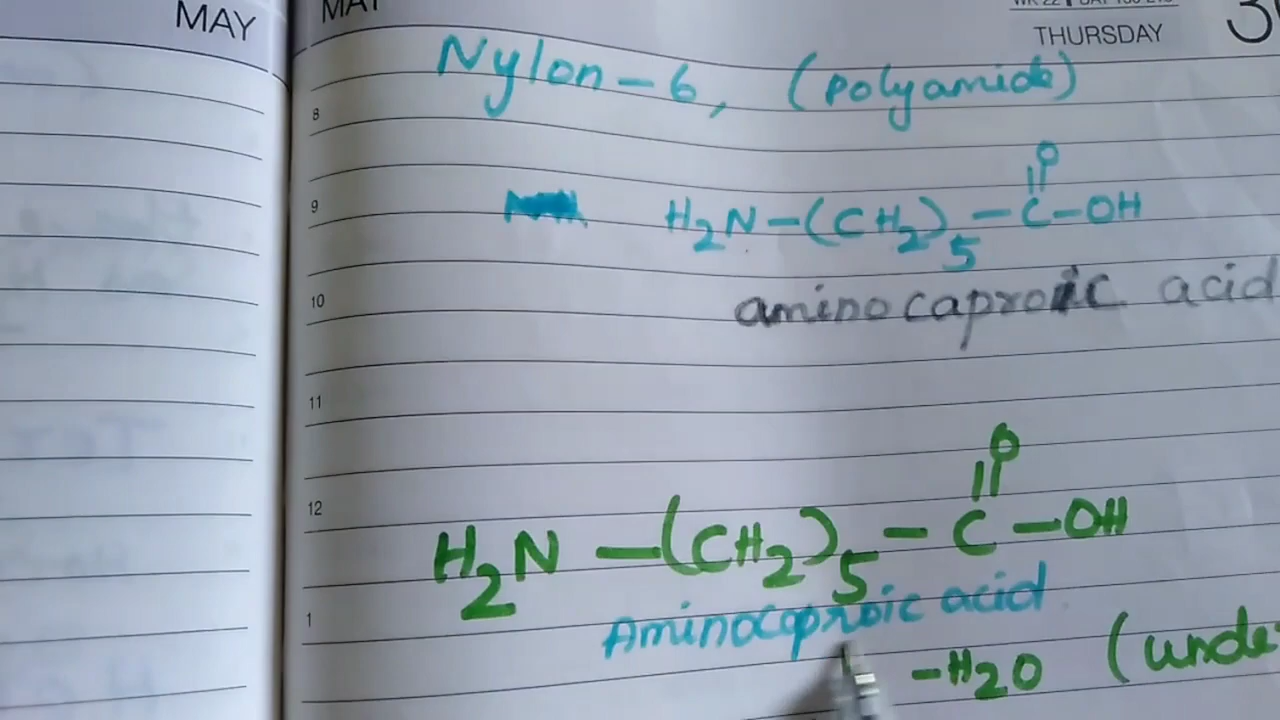 MAY
MAY
THURSDAY
Nylon-6, (polyamide)
8
O
9
H2N-(CH2)5-C-OH
10
aminocaproic acid
11
O
12
H2N-(CH2)5-C-OH
1
Aminocaproic acid
-H2O (unde